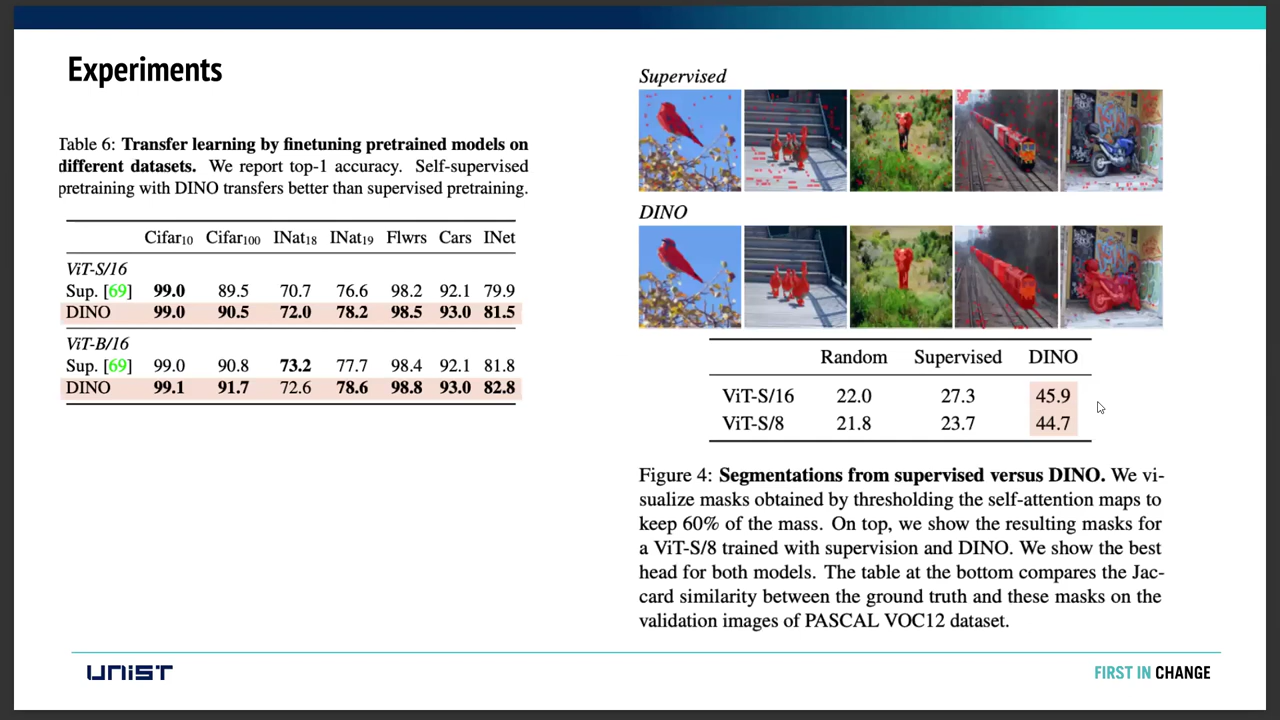 Experiments
Table 6: Transfer learning by finetuning pretrained models on
different datasets. We report top-1 accuracy. Self-supervised
pretraining with DINO transfers better than supervised pretraining.
Cifar10 Cifar100 INat18 INat19 Flwrs Cars INet
ViT-S/16
Sup. [69] 99.0 89.5 70.7 76.6 98.2 92.1 79.9
DINO 99.0 90.5 72.0 78.2 98.5 93.0 81.5
ViT-B/16
Sup. [69] 99.0 90.8 73.2 77.7 98.4 92.1 81.8
DINO 99.1 91.7 72.6 78.6 98.8 93.0 82.8
Supervised
DINO
Random Supervised DINO
ViT-S/16 22.0 27.3 45.9
ViT-S/8 21.8 23.7 44.7
Figure 4: Segmentations from supervised versus DINO. We vi-
sualize masks obtained by thresholding the self-attention maps to
keep 60% of the mass. On top, we show the resulting masks for
a ViT-S/8 trained with supervision and DINO. We show the best
head for both models. The table at the bottom compares the Jac-
card similarity between the ground truth and these masks on the
validation images of PASCAL VOC12 dataset.
UNIST
FIRST IN CHANGE